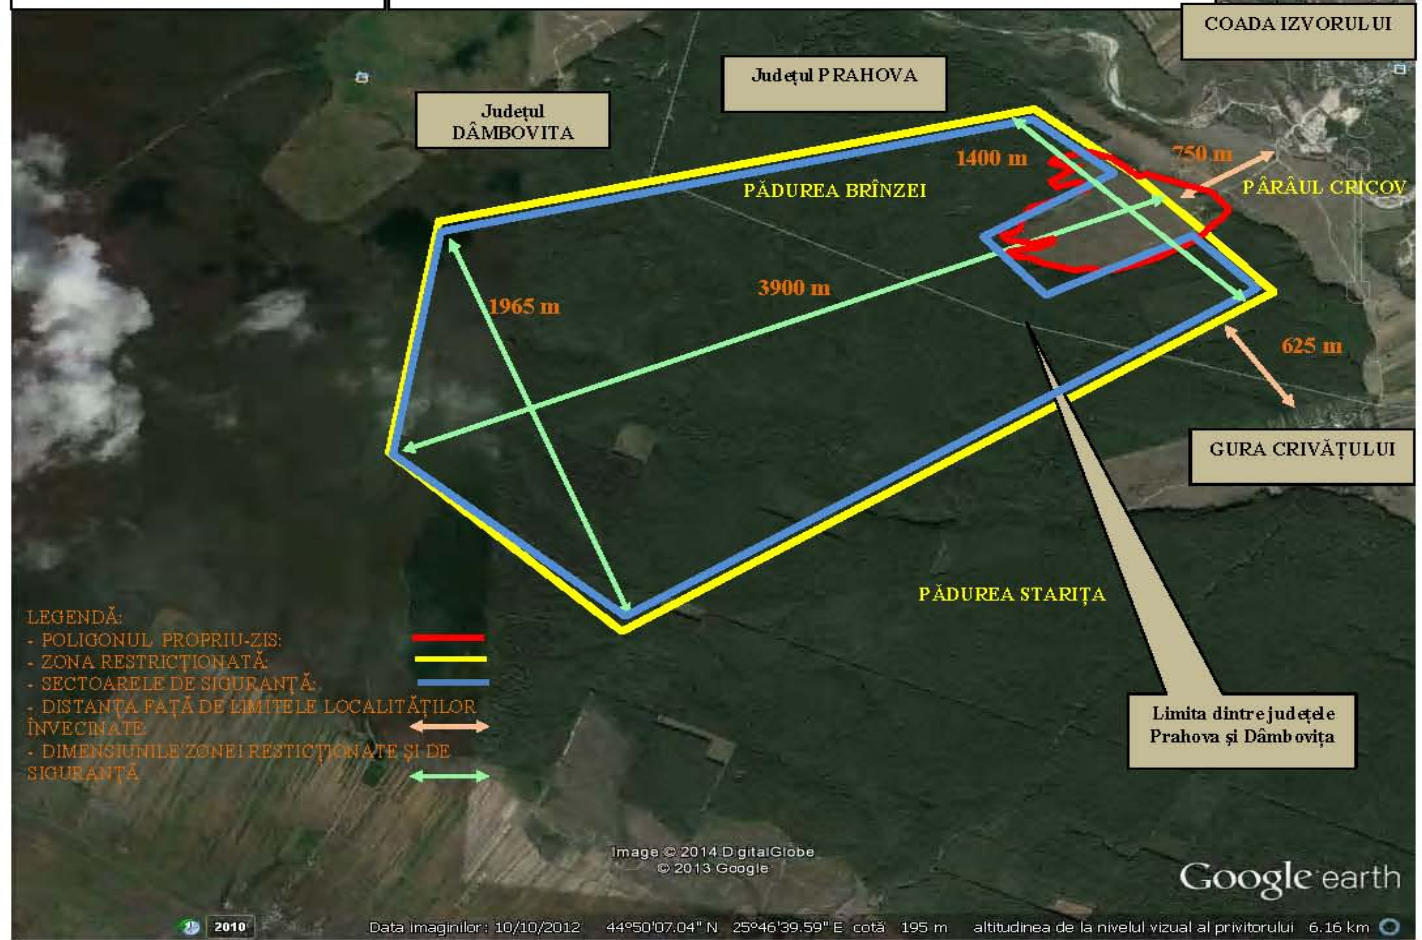 COADA IZVORULUI
Județul PRAHOVA
Județul
DÂMBOVITA
1400 m
750 m
PĂDUREA BRÎNZEI
PÂRÂUL CRICOV
1965 m
3900 m
625 m
GURA CRIVĂȚULUI
PĂDUREA STARIȚA
LEGENDĂ:
- POLIGONUL PROPRIU-ZIS:
- ZONA RESTRICȚIONATĂ:
- SECTOARELE DE SIGURANȚĂ:
- DISTANȚA FAȚĂ DE LIMITELE LOCALITĂȚILOR
ÎNVECINATE:
- DIMENSIUNILE ZONEI RESTICȚIONATE ȘI DE
SIGURANȚĂ
Limita dintre județele
Prahova și Dâmbovița
Image © 2014 DigitalGlobe
© 2013 Google
Google earth
2010
Data imaginilor: 10/10/2012 44°50'07.04" N 25°46'39.59" E cotă 195 m altitudinea de la nivelul vizual al privitorului 6.16 km